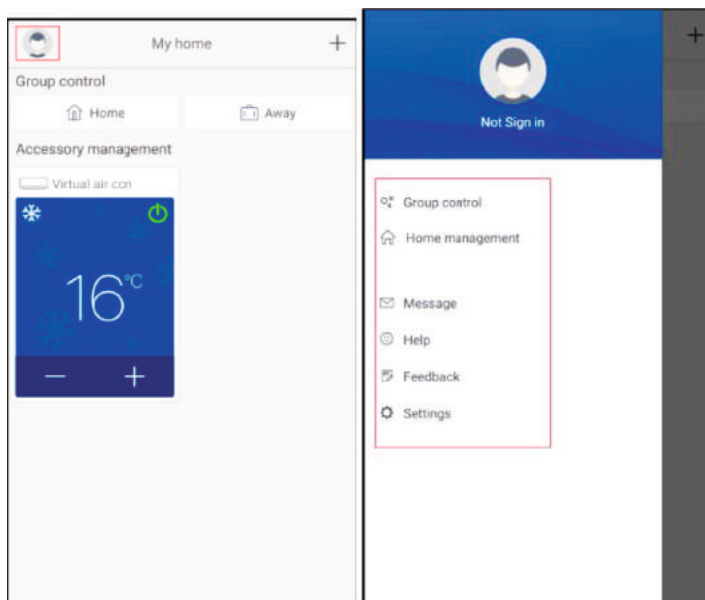 My home
Group control
Home
Away
Accessory management
Virtual air con
16°C
Not Sign in
Group control
Home management
Message
Help
Feedback
Settings